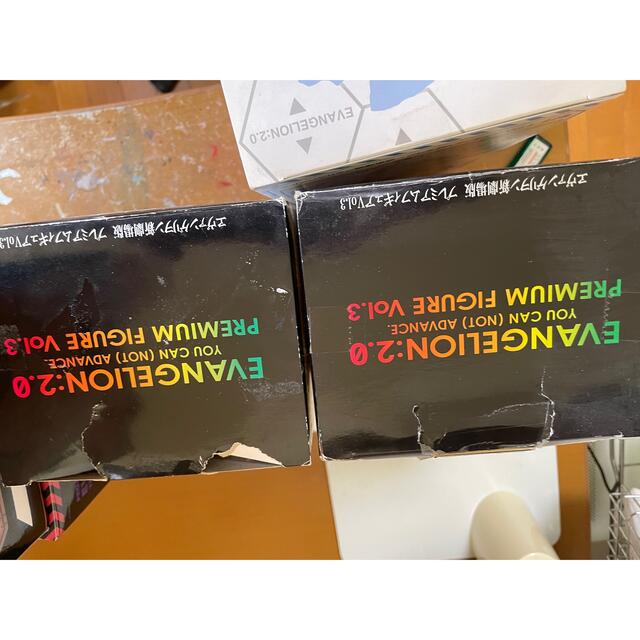 EVANGELION:2.0
EVANGELION:2.0
YOU CAN (NOT) ADVANCE.
PREMIUM FIGURE Vol.3
ヱヴァンゲリヲン新劇場版 プレミアムフィギュアVol.3
EVANGELION:2.0
YOU CAN (NOT) ADVANCE.
PREMIUM FIGURE Vol.3
ヱヴァンゲリヲン新劇場版 プレミアムフィギュアVol.3